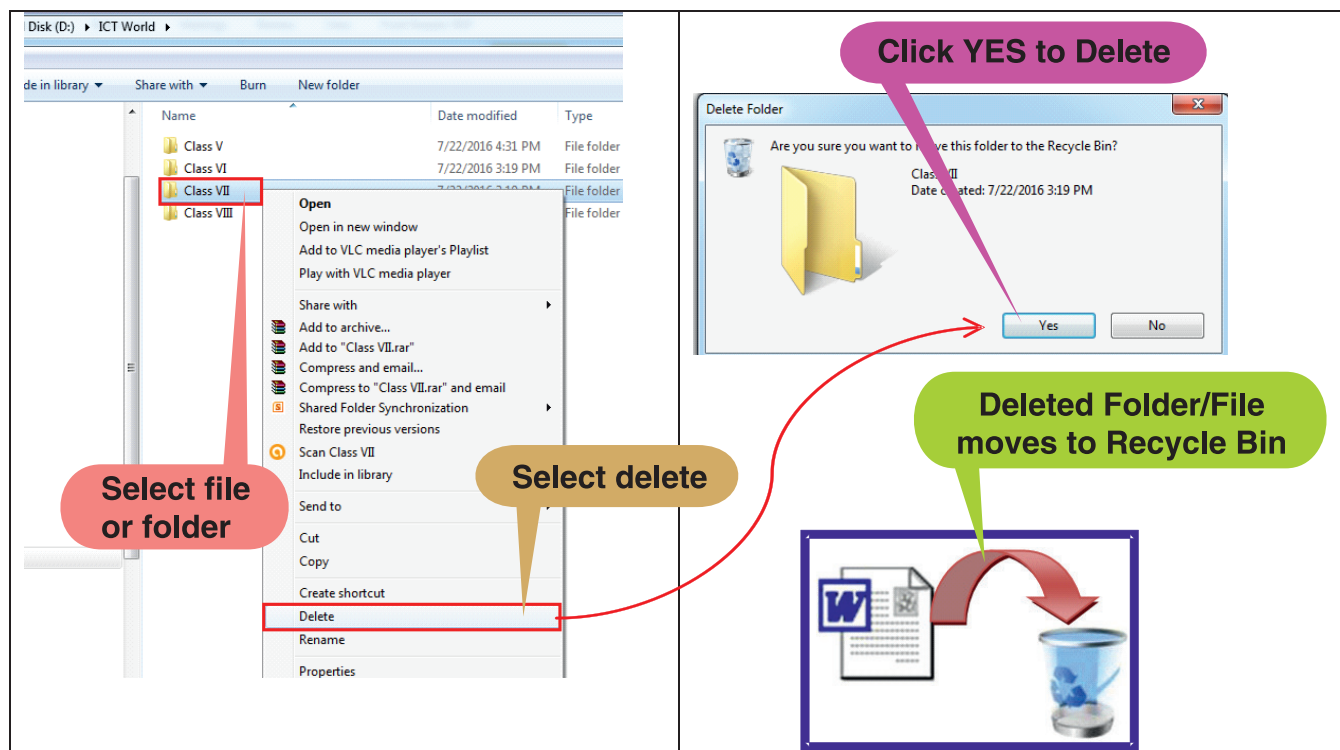 Disk (D:) ▸ ICT World ▸
de in library ▾ Share with ▾ Burn New folder
Name Date modified Type
Class V 7/22/2016 4:31 PM File folder
Class VI 7/22/2016 3:19 PM File folder
Class VII 7/22/2016 3:19 PM File folder
Class VIII File folder
Open
Open in new window
Add to VLC media player's Playlist
Play with VLC media player
Share with
Add to archive...
Add to "Class VII.rar"
Compress and email...
Compress to "Class VII.rar" and email
Shared Folder Synchronization
Restore previous versions
Scan Class VII
Include in library
Send to
Cut
Copy
Create shortcut
Delete
Rename
Properties
Select file
or folder
Select delete
Click YES to Delete
Delete Folder
Are you sure you want to move this folder to the Recycle Bin?
Class VII
Date created: 7/22/2016 3:19 PM
Yes No
Deleted Folder/File
moves to Recycle Bin
W